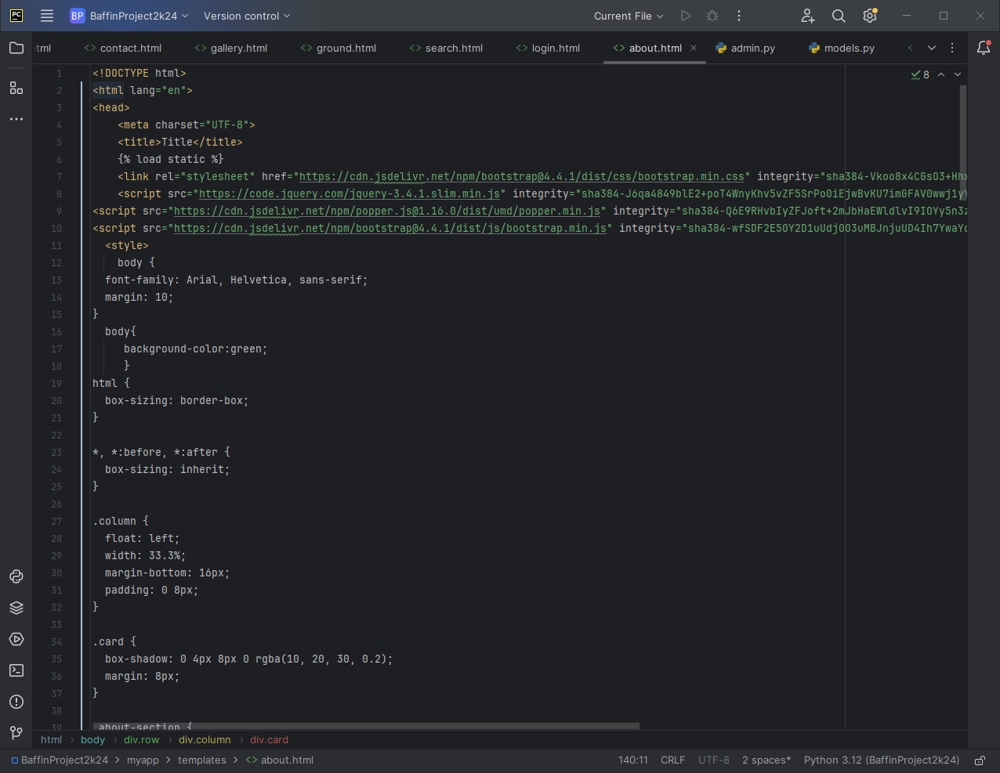 PC BP BaffinProject2k24 Version control Current File
contact.html gallery.html ground.html search.html login.html about.html admin.py models.py
8
1 <!DOCTYPE html>
2 <html lang="en">
3 <head>
4 <meta charset="UTF-8">
5 <title>Title</title>
6 {% load static %}
7 <link rel="stylesheet" href="https://cdn.jsdelivr.net/npm/bootstrap@4.4.1/dist/css/bootstrap.min.css" integrity="sha384-Vkoo8x4CGsO3+Hhx
8 <script src="https://code.jquery.com/jquery-3.4.1.slim.min.js" integrity="sha384-J6qa4849blE2+poT4WnyKhv5vZF5SrPo0iEjwBvKU7imGFAV0wwj1yY
9 <script src="https://cdn.jsdelivr.net/npm/popper.js@1.16.0/dist/umd/popper.min.js" integrity="sha384-Q6E9RHvbIyZFJoft+2mJbHaEWldlvI9IOYy5n3z
10 <script src="https://cdn.jsdelivr.net/npm/bootstrap@4.4.1/dist/js/bootstrap.min.js" integrity="sha384-wfSDF2E50Y2D1uUdj0O3uMBJnjuUD4Ih7YwaYd
11 <style>
12 body {
13 font-family: Arial, Helvetica, sans-serif;
14 margin: 10;
15 }
16 body{
17 background-color:green;
18 }
19 html {
20 box-sizing: border-box;
21 }
22
23 *, *:before, *:after {
24 box-sizing: inherit;
25 }
26
27 .column {
28 float: left;
29 width: 33.3%;
30 margin-bottom: 16px;
31 padding: 0 8px;
32 }
33
34 .card {
35 box-shadow: 0 4px 8px 0 rgba(10, 20, 30, 0.2);
36 margin: 8px;
37 }
38
39 .about-section {
html body div.row div.column div.card
BaffinProject2k24 myapp templates about.html 140:11 CRLF UTF-8 2 spaces* Python 3.12 (BaffinProject2k24)